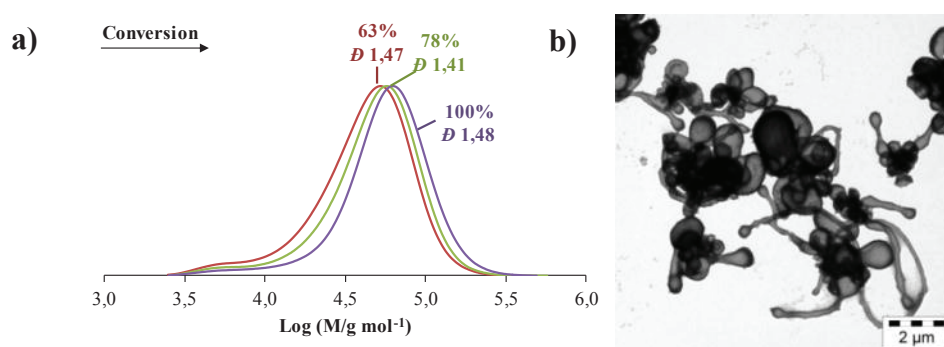 a)
Conversion
63%
Đ 1,47
78%
Đ 1,41
100%
Đ 1,48
3,0 3,5 4,0 4,5 5,0 5,5 6,0
Log (M/g mol⁻¹)
b)
2 µm